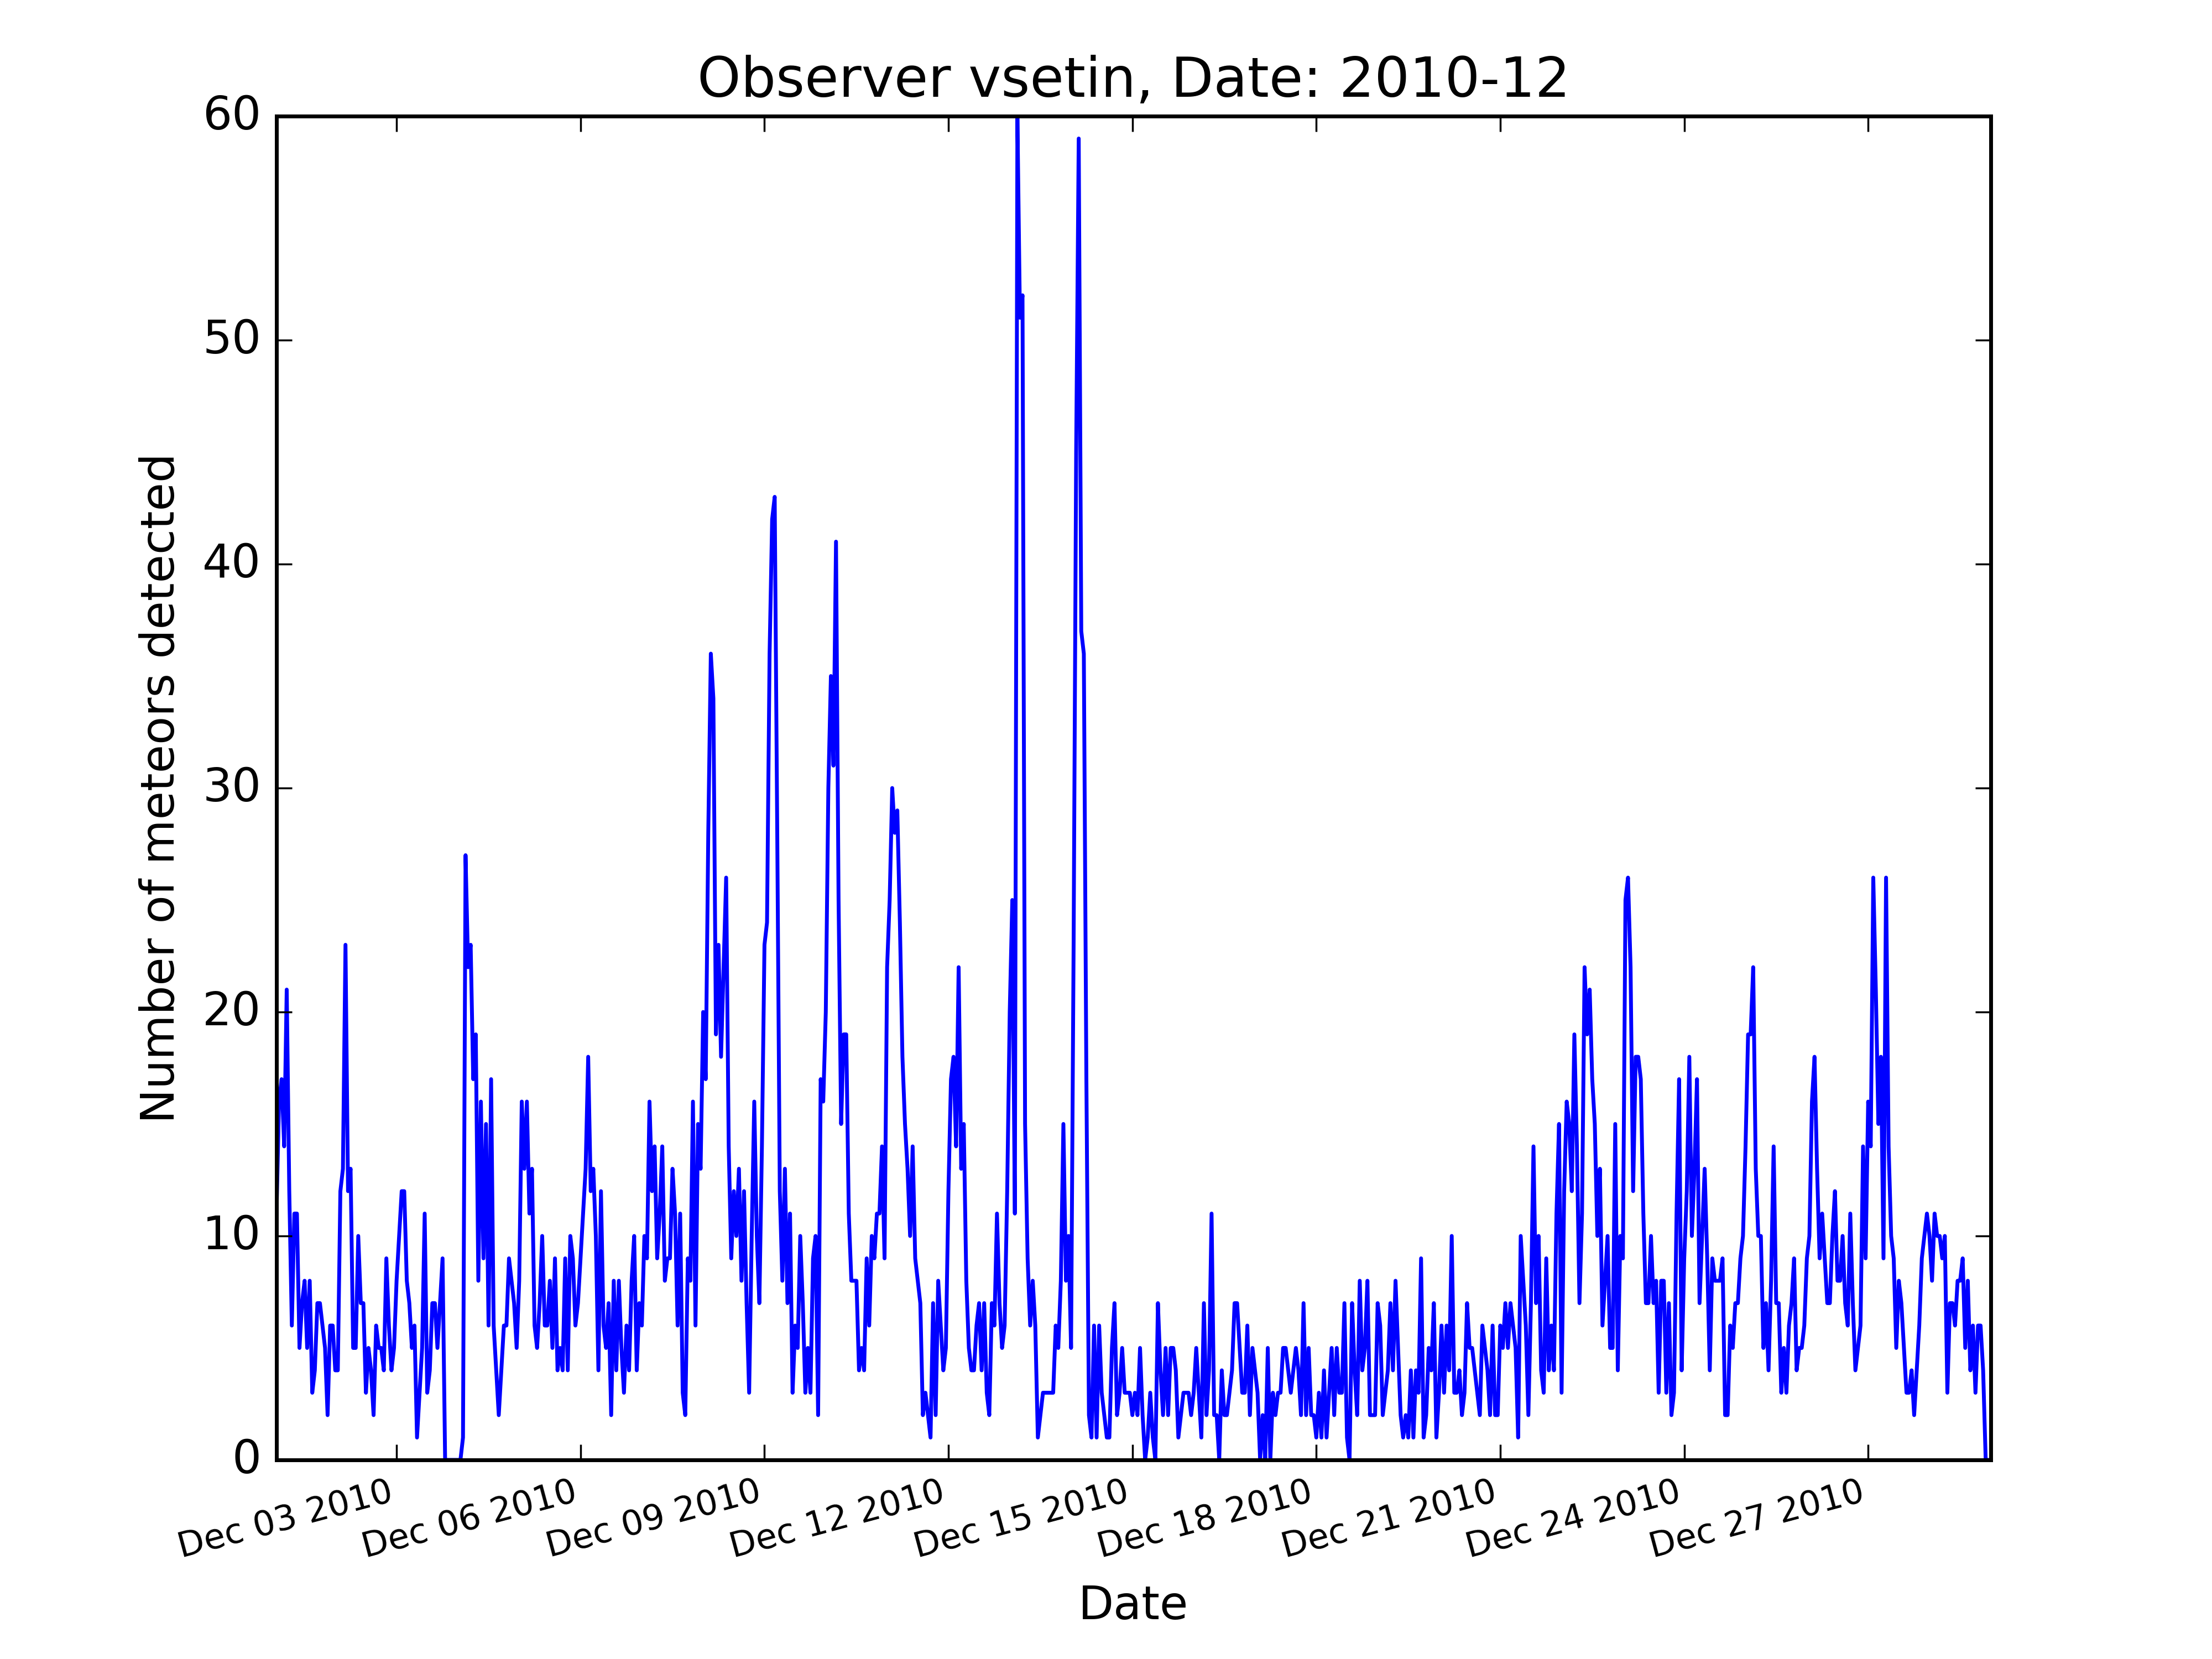 Observer vsetin, Date: 2010-12
60
50
40
30
20
10
0
Number of meteors detected
Dec 03 2010
Dec 06 2010
Dec 09 2010
Dec 12 2010
Dec 15 2010
Dec 18 2010
Dec 21 2010
Dec 24 2010
Dec 27 2010
Date